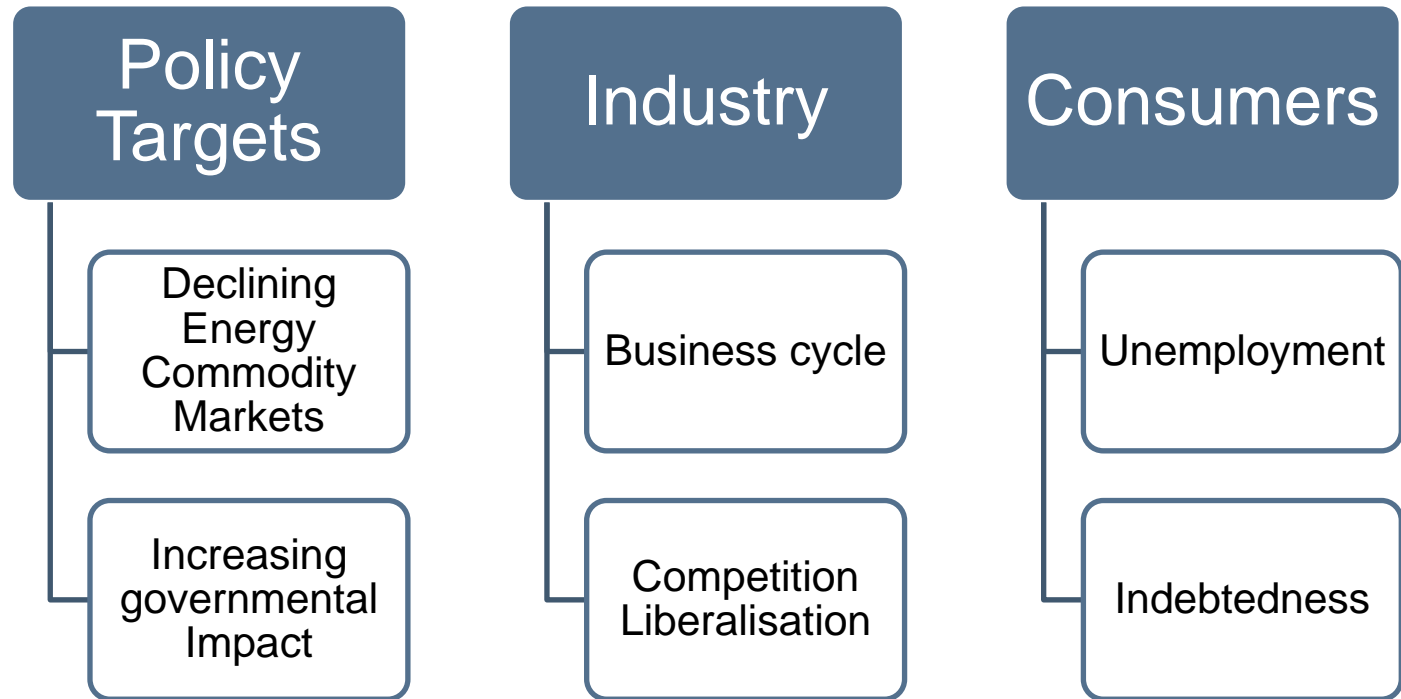 Policy
Targets
Declining
Energy
Commodity
Markets
Increasing
governmental
Impact
Industry
Business cycle
Competition
Liberalisation
Consumers
Unemployment
Indebtedness